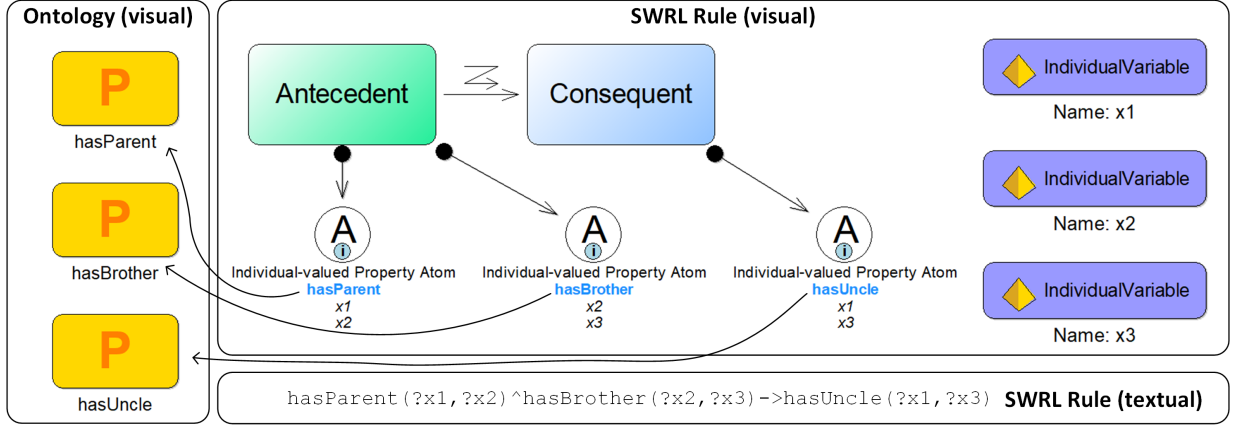 Ontology (visual)
P
hasParent
P
hasBrother
P
hasUncle
SWRL Rule (visual)
Antecedent
Consequent
A
i
Individual-valued Property Atom
hasParent
x1
x2
A
i
Individual-valued Property Atom
hasBrother
x2
x3
A
i
Individual-valued Property Atom
hasUncle
x1
x3
IndividualVariable
Name: x1
IndividualVariable
Name: x2
IndividualVariable
Name: x3
hasParent(?x1,?x2)^hasBrother(?x2,?x3)->hasUncle(?x1,?x3) SWRL Rule (textual)